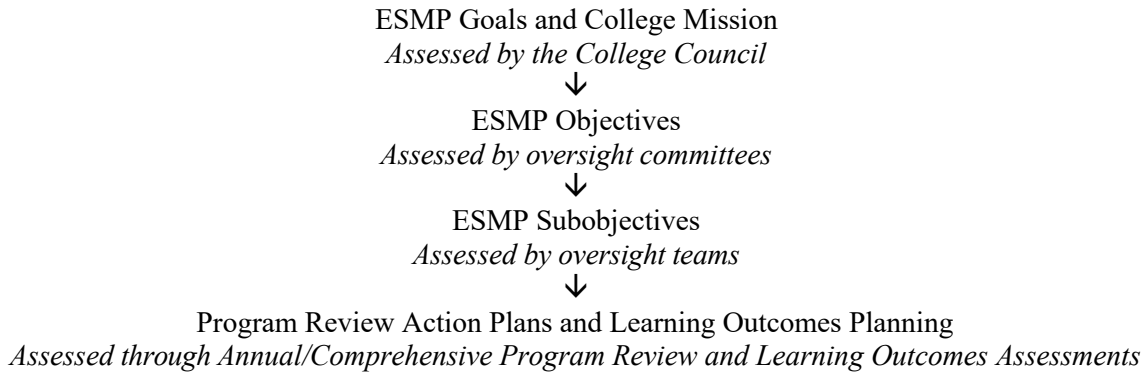 ESMP Goals and College Mission
Assessed by the College Council
↓
ESMP Objectives
Assessed by oversight committees
↓
ESMP Subobjectives
Assessed by oversight teams
↓
Program Review Action Plans and Learning Outcomes Planning
Assessed through Annual/Comprehensive Program Review and Learning Outcomes Assessments